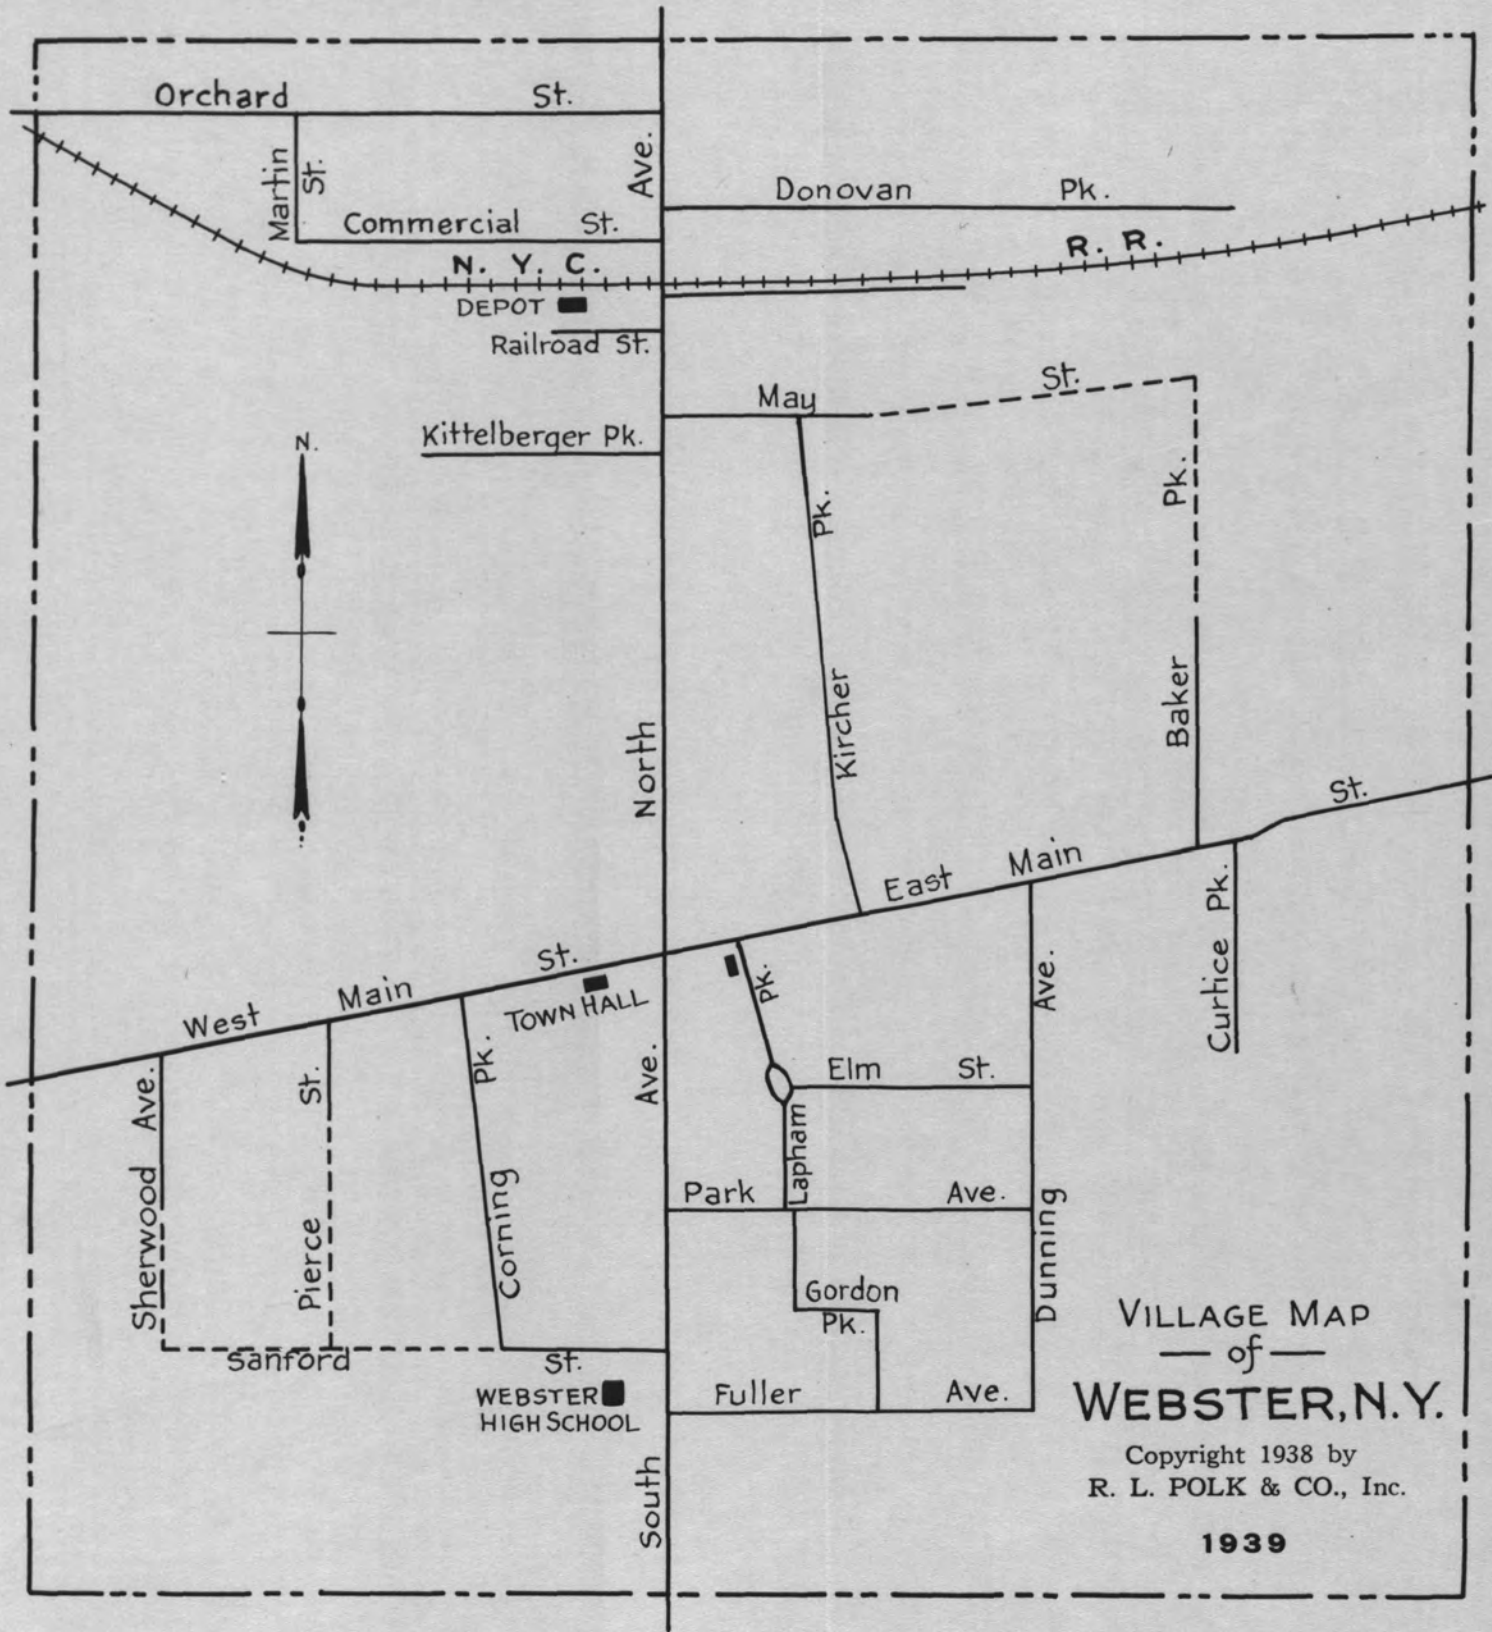 Orchard St.
Martin St.
Ave.
Donovan Pk.
Commercial St.
N. Y. C. R. R.
DEPOT
Railroad St.
May St.
Kittelberger Pk.
N.
Pk.
Kircher
Pk.
Baker
North
St.
East Main
West Main St.
TOWN HALL
Pk.
Curtice Pk.
Ave.
Sherwood Ave.
Pierce St.
Pk.
Corning
Ave.
Elm St.
Lapham
Park Ave.
Dunning
Gordon
Pk.
Sanford St.
WEBSTER
HIGH SCHOOL
Fuller Ave.
South
VILLAGE MAP
of
WEBSTER, N.Y.
Copyright 1938 by
R. L. POLK & CO., Inc.
1939